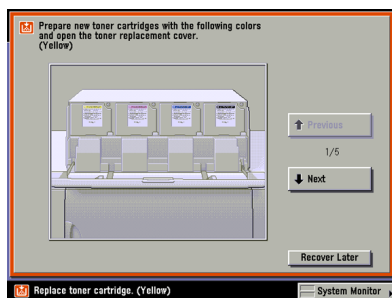 Prepare new toner cartridges with the following colors
and open the toner replacement cover.
(Yellow)
Previous
1/5
Next
Recover Later
Replace toner cartridge. (Yellow)
System Monitor